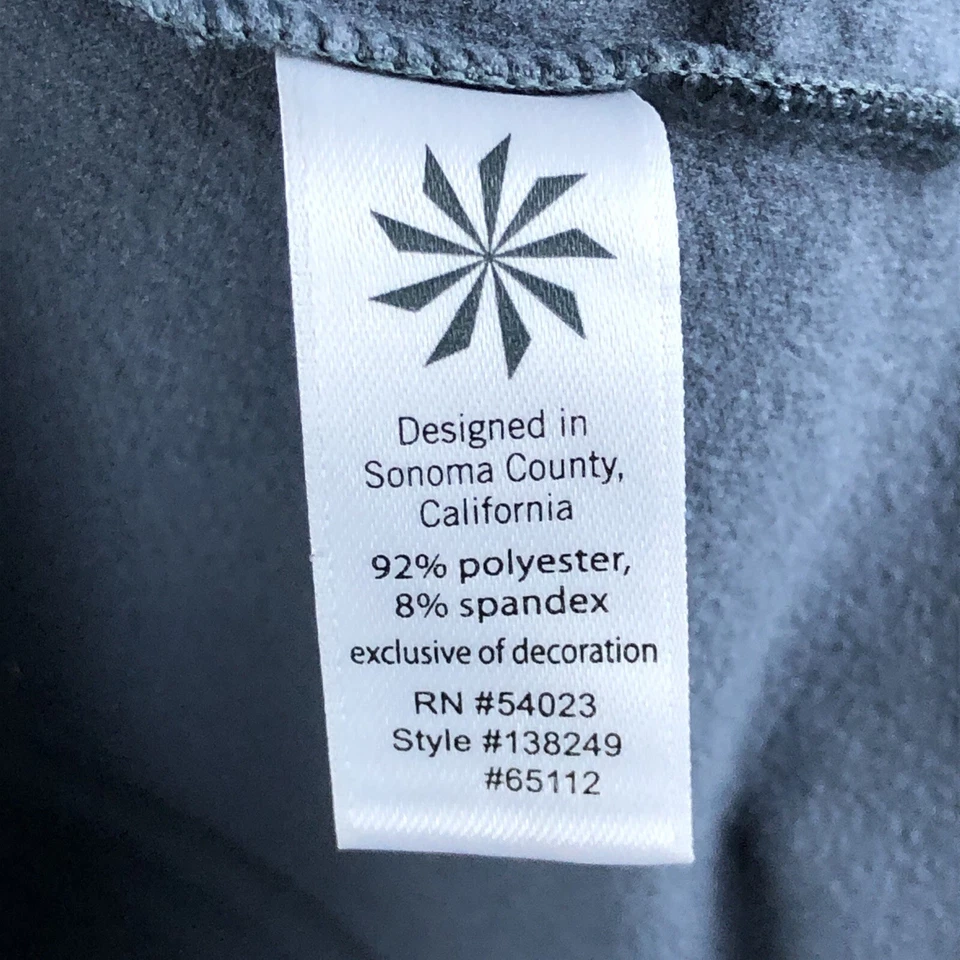 Designed in
Sonoma County,
California
92% polyester,
8% spandex
exclusive of decoration
RN #54023
Style #138249
#65112